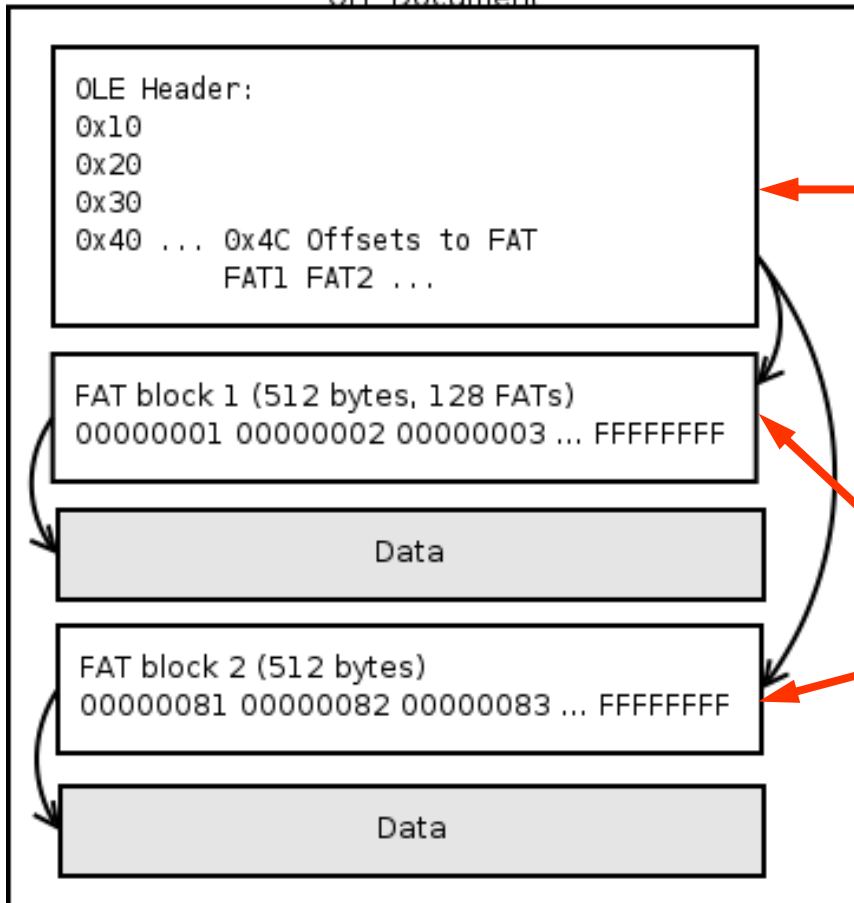 Document
OLE Header:
0x10
0x20
0x30
0x40 ... 0x4C Offsets to FAT
FAT1 FAT2 ...
FAT block 1 (512 bytes, 128 FATs)
00000001 00000002 00000003 ... FFFFFFFF
Data
FAT block 2 (512 bytes)
00000081 00000082 00000083 ... FFFFFFFF
Data